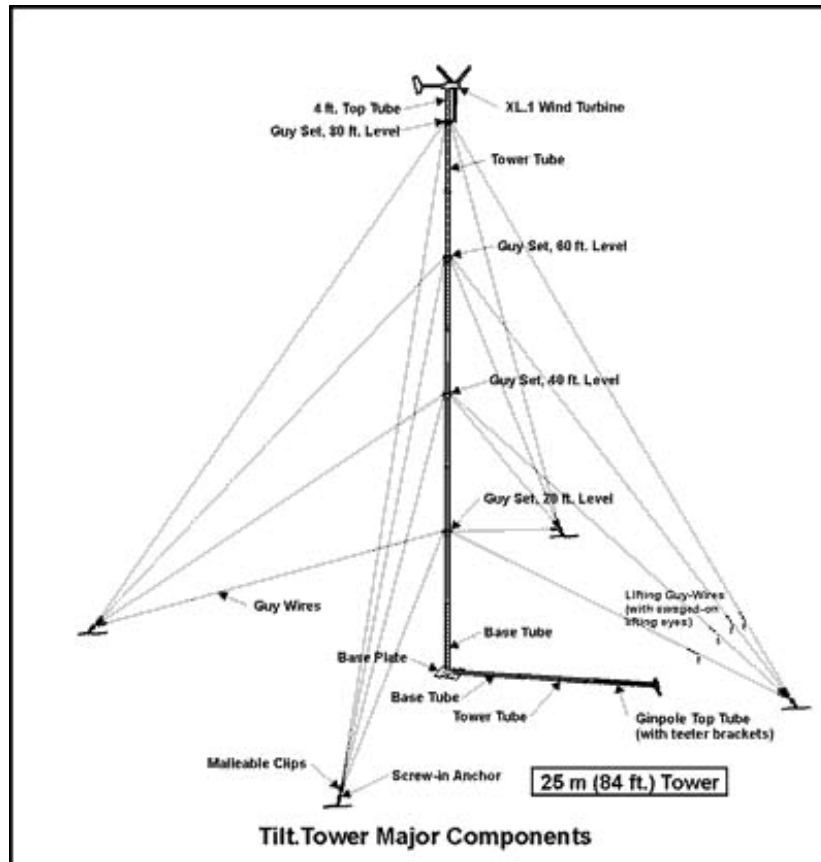 4 ft. Top Tube
XL.1 Wind Turbine
Guy Set, 80 ft. Level
Tower Tube
Guy Set, 60 ft. Level
Guy Set, 40 ft. Level
Guy Set, 20 ft. Level
Lifting Guy-Wires
(with swaged-on
lifting eyes)
Guy Wires
Base Tube
Base Plate
Base Tube
Tower Tube
Ginpole Top Tube
(with teeter brackets)
Malleable Clips
Screw-in Anchor
25 m (84 ft.) Tower
Tilt.Tower Major Components